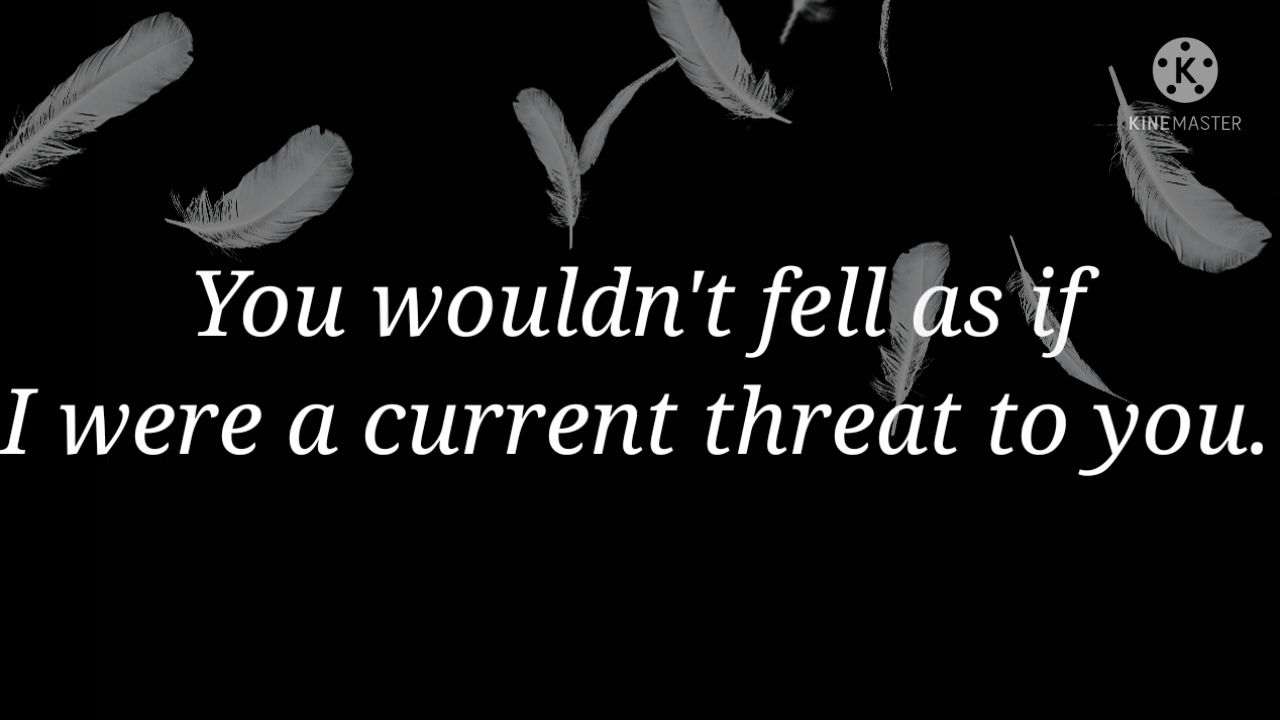 K
KINEMASTER
You wouldn't fell as if
I were a current threat to you.